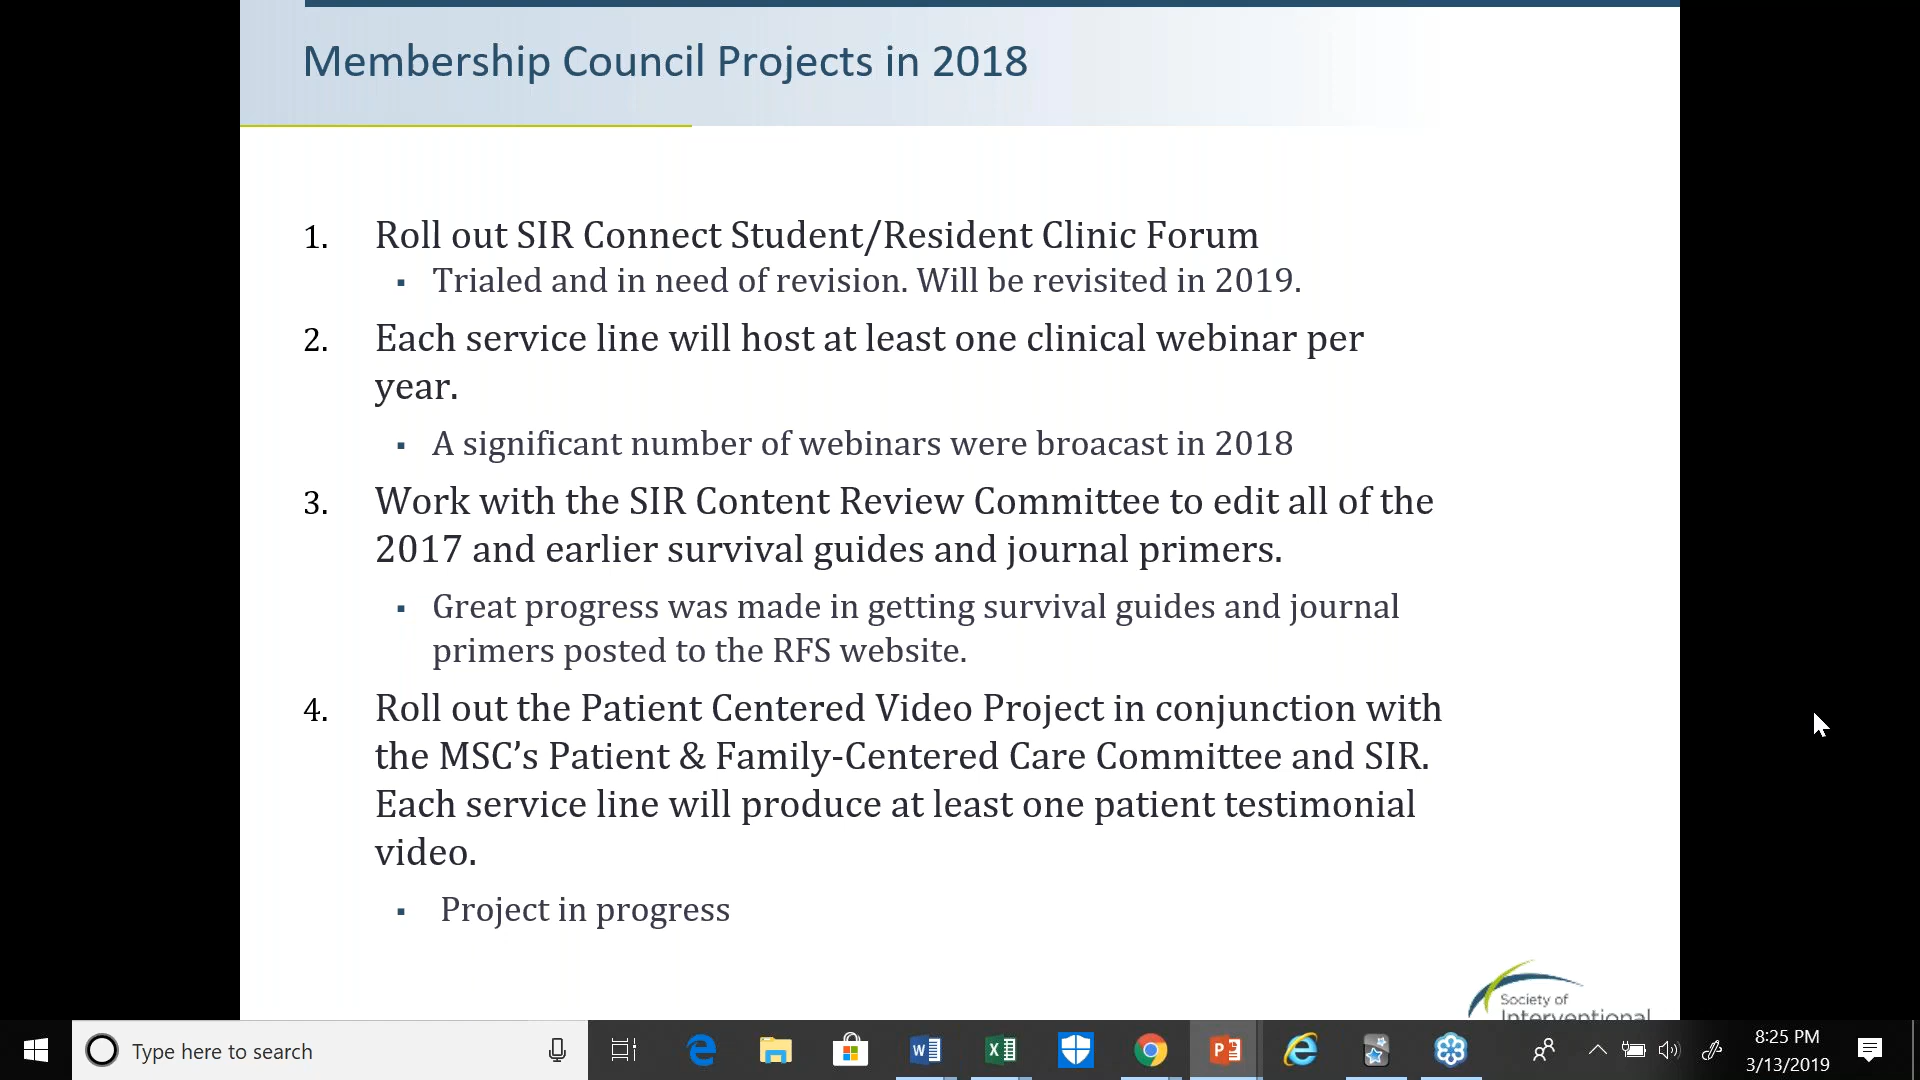 Membership Council Projects in 2018
1. Roll out SIR Connect Student/Resident Clinic Forum
▪ Trialed and in need of revision. Will be revisited in 2019.
2. Each service line will host at least one clinical webinar per
year.
▪ A significant number of webinars were broacast in 2018
3. Work with the SIR Content Review Committee to edit all of the
2017 and earlier survival guides and journal primers.
▪ Great progress was made in getting survival guides and journal
primers posted to the RFS website.
4. Roll out the Patient Centered Video Project in conjunction with
the MSC’s Patient & Family-Centered Care Committee and SIR.
Each service line will produce at least one patient testimonial
video.
▪ Project in progress
Society of
Interventional
Type here to search
8:25 PM
3/13/2019